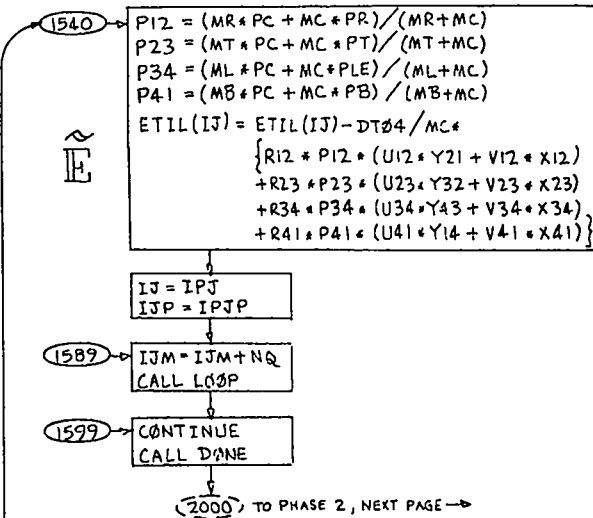 1540
P12 = (MR*PC + MC*PR)/(MR+MC)
P23 = (MT*PC + MC*PT)/(MT+MC)
P34 = (ML*PC + MC*PLE)/(ML+MC)
P41 = (MB*PC + MC*PB)/(MB+MC)
ETIL(IJ) = ETIL(IJ)-DTØ4/MC*
{R12*P12*(U12*Y21 + V12*X12)
+R23*P23*(U23*Y32 + V23*X23)
+R34*P34*(U34*Y43 + V34*X34)
+R41*P41*(U41*Y14 + V41*X41)}
Ẽ
IJ = IPJ
IJP = IPJP
1589
IJM = IJM+NQ
CALL LØØP
1599
CØNTINUE
CALL DØNE
2000 TO PHASE 2, NEXT PAGE→